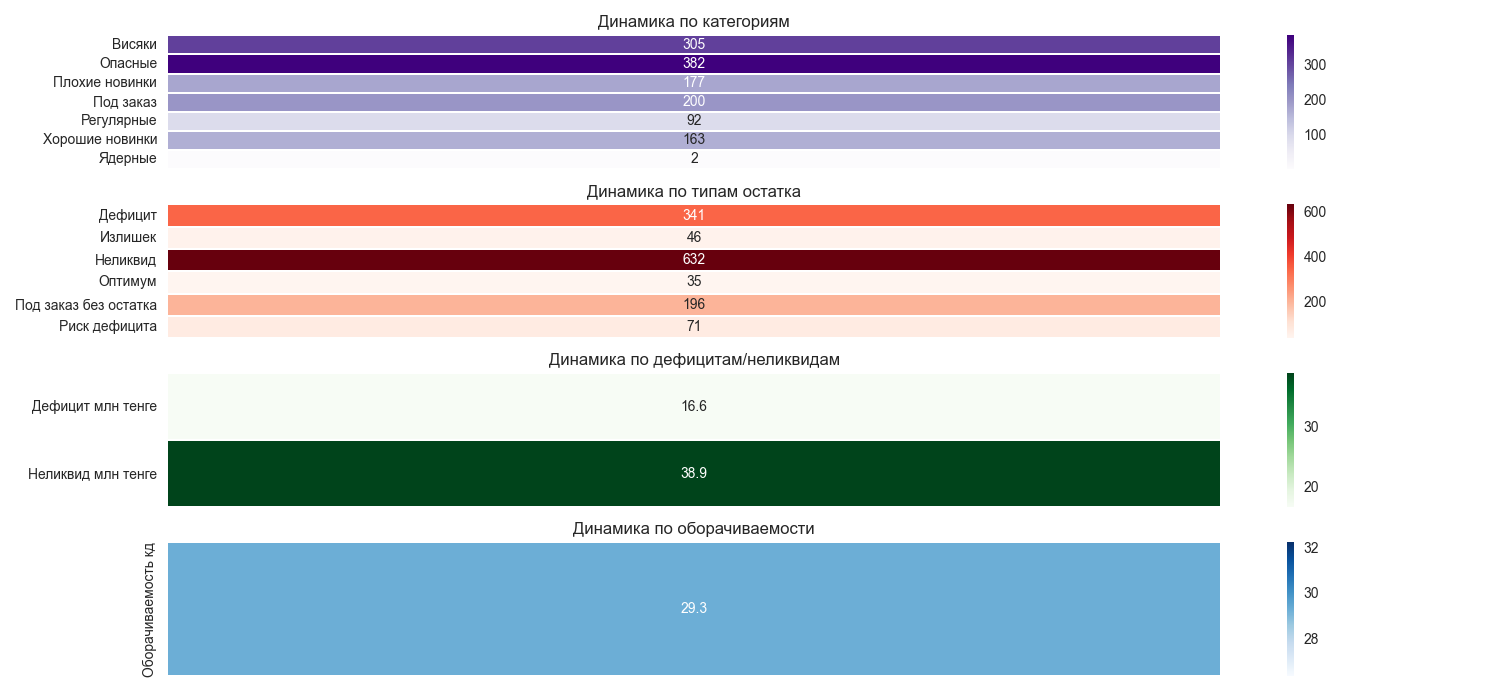 Динамика по категориям
Висяки 305
Опасные 382
Плохие новинки 177
Под заказ 200
Регулярные 92
Хорошие новинки 163
Ядерные 2
300
200
100
Динамика по типам остатка
Дефицит 341
Излишек 46
Неликвид 632
Оптимум 35
Под заказ без остатка 196
Риск дефицита 71
600
400
200
Динамика по дефицитам/неликвидам
Дефицит млн тенге 16.6
Неликвид млн тенге 38.9
30
20
Динамика по оборачиваемости
Оборачиваемость кд 29.3
32
30
28